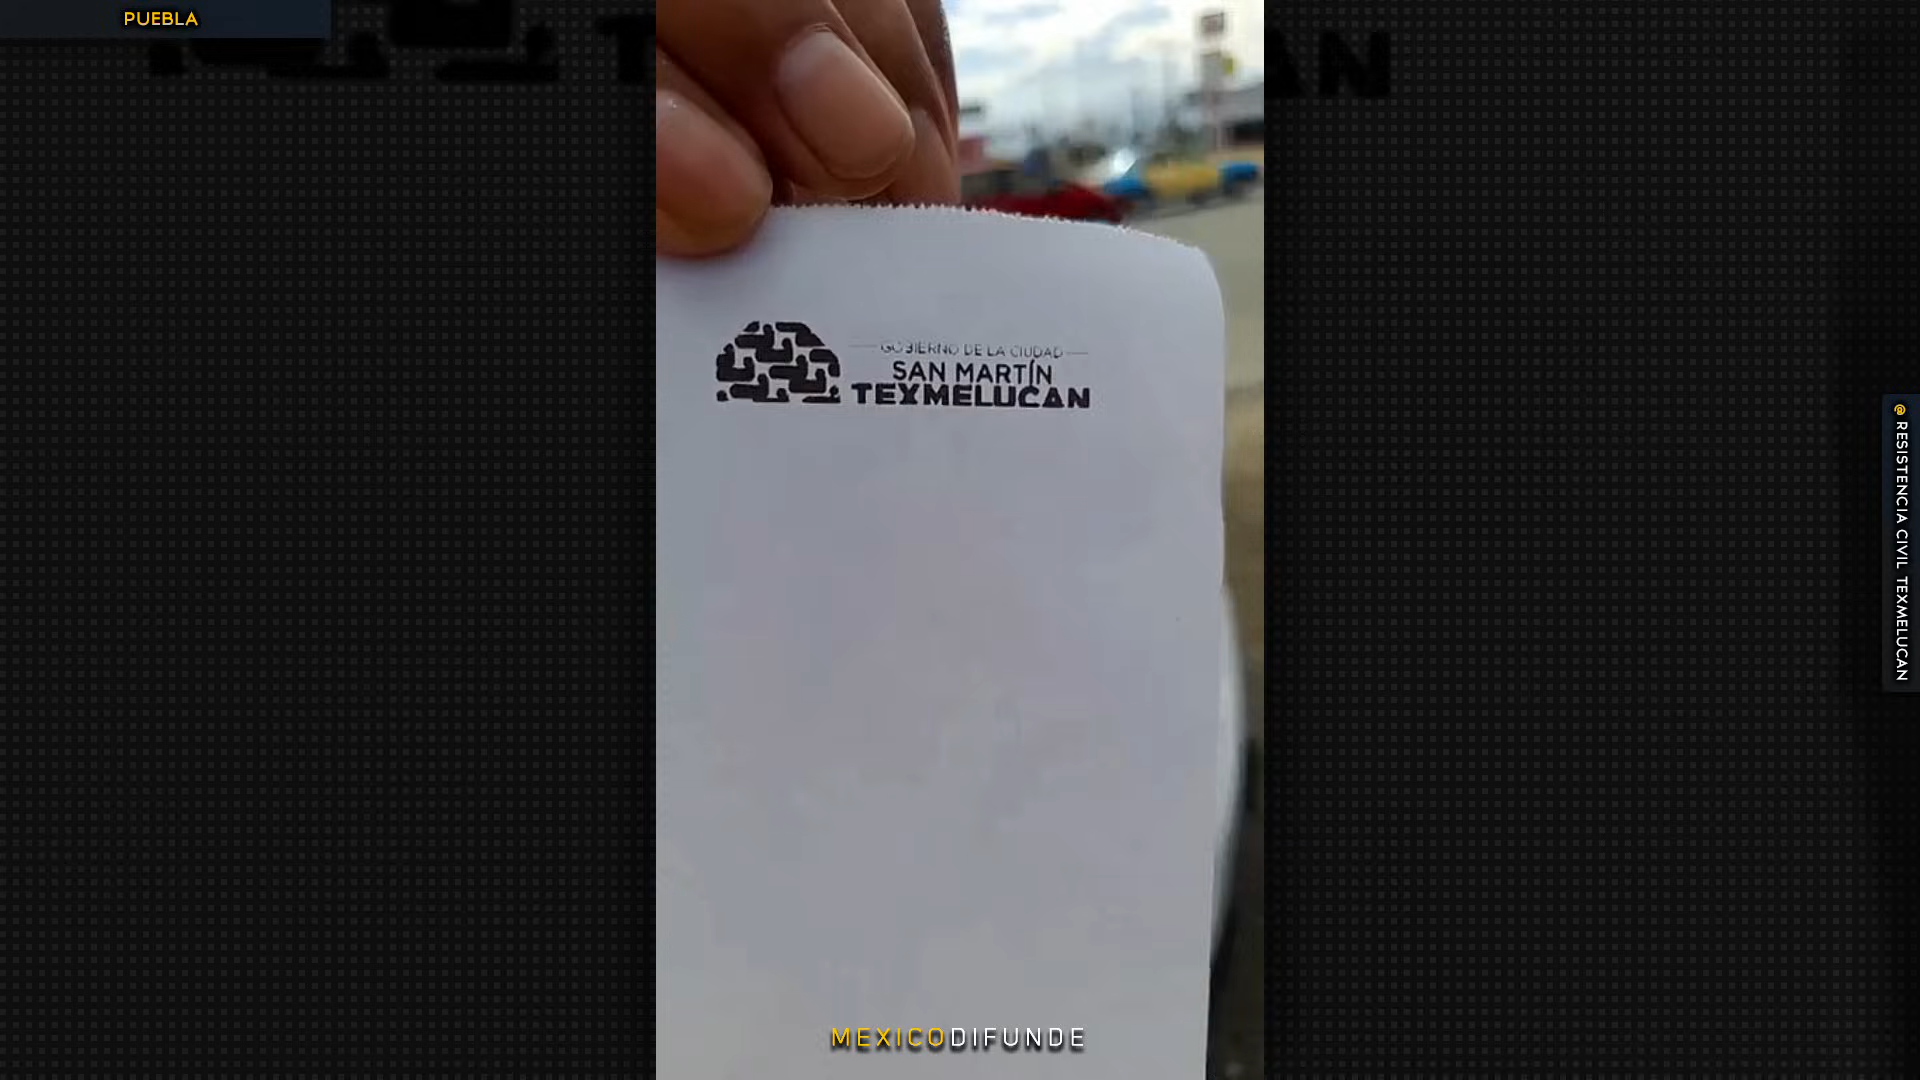 PUEBLA
GOBIERNO DE LA CIUDAD
SAN MARTÍN
TEXMELUCAN
@ RESISTENCIA CIVIL TEXMELUCAN
MEXICODIFUNDE